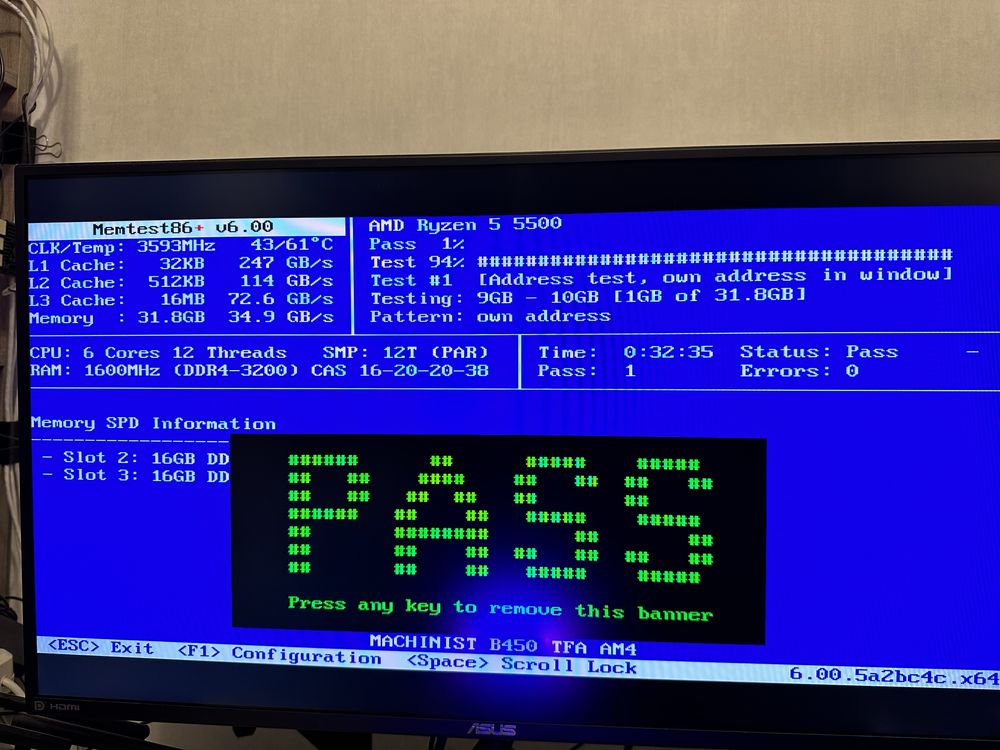 Memtest86+ v6.00
AMD Ryzen 5 5500
CLK/Temp: 3593MHz 43/61°C
Pass 1%
L1 Cache: 32KB 247 GB/s
Test 94% #####################################
L2 Cache: 512KB 114 GB/s
Test #1 [Address test, own address in window]
L3 Cache: 16MB 72.6 GB/s
Testing: 9GB - 10GB [1GB of 31.8GB]
Memory : 31.8GB 34.9 GB/s
Pattern: own address
CPU: 6 Cores 12 Threads SMP: 12T (PAR)
Time: 0:32:35 Status: Pass -
RAM: 1600MHz (DDR4-3200) CAS 16-20-20-38
Pass: 1 Errors: 0
Memory SPD Information
- Slot 2: 16GB DD
- Slot 3: 16GB DD
PASS
Press any key to remove this banner
MACHINIST B450 TFA AM4
<ESC> Exit <F1> Configuration <Space> Scroll Lock 6.00.5a2bc4c.x64
HDMI
ASUS